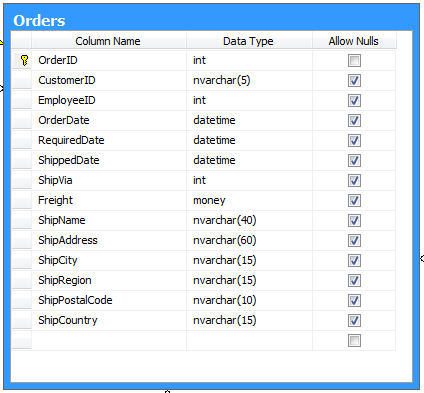 Orders
Column Name Data Type Allow Nulls
OrderID int
CustomerID nvarchar(5)
EmployeeID int
OrderDate datetime
RequiredDate datetime
ShippedDate datetime
ShipVia int
Freight money
ShipName nvarchar(40)
ShipAddress nvarchar(60)
ShipCity nvarchar(15)
ShipRegion nvarchar(15)
ShipPostalCode nvarchar(10)
ShipCountry nvarchar(15)